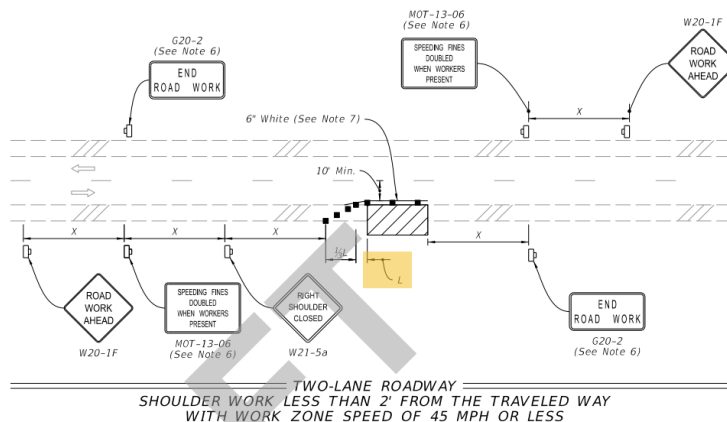 MOT-13-06
(See Note 6)
W20-1F
G20-2
(See Note 6)
SPEEDING FINES
DOUBLED
WHEN WORKERS
PRESENT
ROAD
WORK
AHEAD
END
ROAD WORK
X
6" White (See Note 7)
10' Min.
X
X
X
X
½L
L
ROAD
WORK
AHEAD
SPEEDING FINES
DOUBLED
WHEN WORKERS
PRESENT
RIGHT
SHOULDER
CLOSED
END
ROAD WORK
W20-1F
MOT-13-06
(See Note 6)
W21-5a
G20-2
(See Note 6)
TWO-LANE ROADWAY
SHOULDER WORK LESS THAN 2' FROM THE TRAVELED WAY
WITH WORK ZONE SPEED OF 45 MPH OR LESS